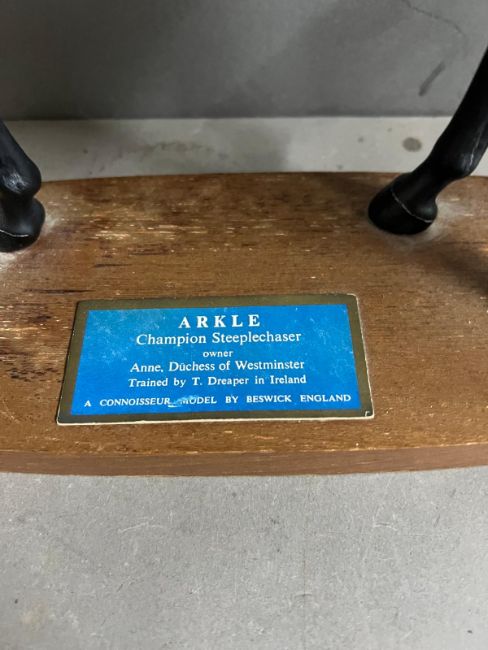 ARKLE
Champion Steeplechaser
owner
Anne, Duchess of Westminster
Trained by T. Dreaper in Ireland
A CONNOISSEUR MODEL BY BESWICK ENGLAND